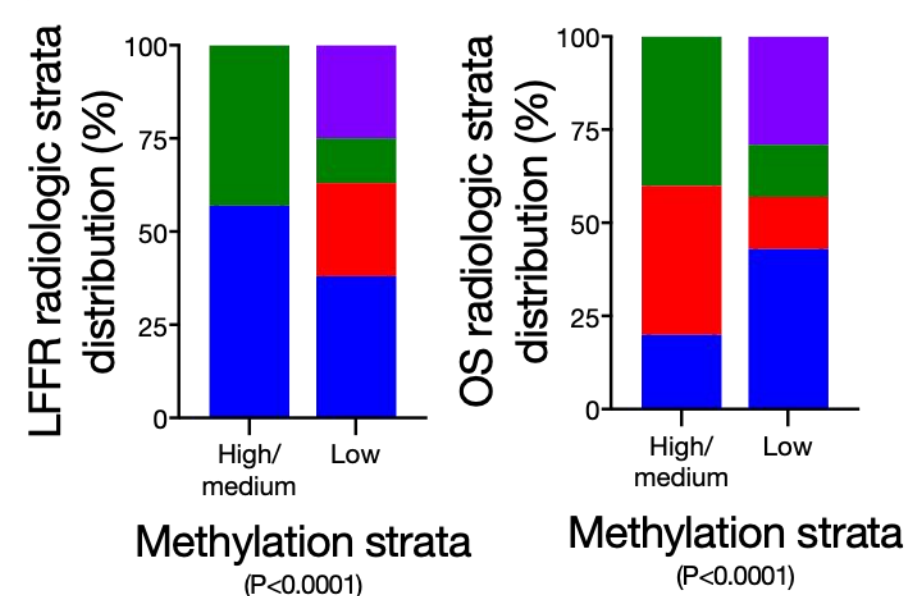 LFFR radiologic strata
distribution (%)
100
75
50
25
0
High/
medium
Low
Methylation strata
(P<0.0001)
OS radiologic strata
distribution (%)
100
75
50
25
0
High/
medium
Low
Methylation strata
(P<0.0001)